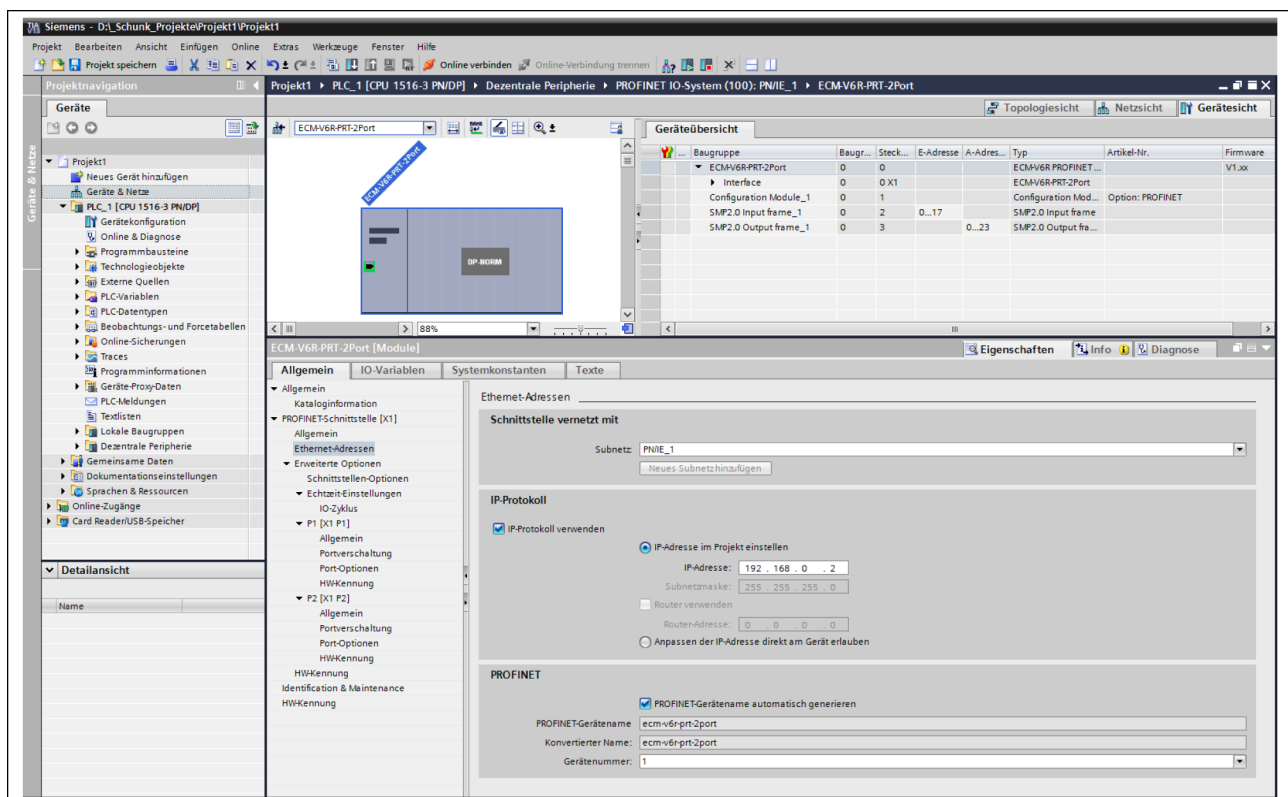 Siemens - D:\_Schunk_Projekte\Projekt1\Projekt1
Projekt Bearbeiten Ansicht Einfügen Online Extras Werkzeuge Fenster Hilfe
Projekt speichern Online verbinden Online-Verbindung trennen
Projektnavigation
Projekt1 PLC_1 [CPU 1516-3 PN/DP] Dezentrale Peripherie PROFINET IO-System (100): PN/IE_1 ECM-V6R-PRT-2Port
Geräte
Topologiesicht Netzsicht Gerätesicht
ECM-V6R-PRT-2Port
Geräteübersicht
Geräte & Netze
Projekt1
Neues Gerät hinzufügen
Geräte & Netze
PLC_1 [CPU 1516-3 PN/DP]
Gerätekonfiguration
Online & Diagnose
Programmbausteine
Technologieobjekte
Externe Quellen
PLC-Variablen
PLC-Datentypen
Beobachtungs- und Forcetabellen
Online-Sicherungen
Traces
Programminformationen
Geräte-Proxy-Daten
PLC-Meldungen
Textlisten
Lokale Baugruppen
Dezentrale Peripherie
Gemeinsame Daten
Dokumentationseinstellungen
Sprachen & Ressourcen
Online-Zugänge
Card Reader/USB-Speicher
Detailansicht
Name
ECM-V6R-PRT-2Port
DP-NORM
88%
... Baugruppe Baugr... Steck... E-Adresse A-Adres... Typ Artikel-Nr. Firmware
ECM-V6R-PRT-2Port 0 0 ECM-V6R PROFINET... V1.xx
Interface 0 0 X1 ECM-V6R-PRT-2Port
Configuration Module_1 0 1 Configuration Mod... Option: PROFINET
SMP2.0 Input frame_1 0 2 0...17 SMP2.0 Input frame
SMP2.0 Output frame_1 0 3 0...23 SMP2.0 Output fra...
ECM-V6R-PRT-2Port [Module]
Eigenschaften Info Diagnose
Allgemein IO-Variablen Systemkonstanten Texte
Allgemein
Kataloginformation
PROFINET-Schnittstelle [X1]
Allgemein
Ethernet-Adressen
Erweiterte Optionen
Schnittstellen-Optionen
Echtzeit-Einstellungen
IO-Zyklus
P1 [X1 P1]
Allgemein
Portverschaltung
Port-Optionen
HW-Kennung
P2 [X1 P2]
Allgemein
Portverschaltung
Port-Optionen
HW-Kennung
HW-Kennung
Identification & Maintenance
HW-Kennung
Ethernet-Adressen
Schnittstelle vernetzt mit
Subnetz: PN/IE_1
Neues Subnetz hinzufügen
IP-Protokoll
IP-Protokoll verwenden
IP-Adresse im Projekt einstellen
IP-Adresse: 192 . 168 . 0 . 2
Subnetzmaske: 255 . 255 . 255 . 0
Router verwenden
Router-Adresse: 0 . 0 . 0 . 0
Anpassen der IP-Adresse direkt am Gerät erlauben
PROFINET
PROFINET-Gerätename automatisch generieren
PROFINET-Gerätename ecm-v6r-prt-2port
Konvertierter Name: ecm-v6r-prt-2port
Gerätenummer: 1